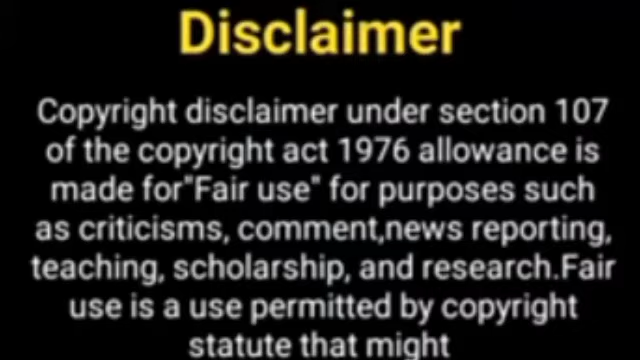 Disclaimer
Copyright disclaimer under section 107
of the copyright act 1976 allowance is
made for"Fair use" for purposes such
as criticisms, comment,news reporting,
teaching, scholarship, and research.Fair
use is a use permitted by copyright
statute that might